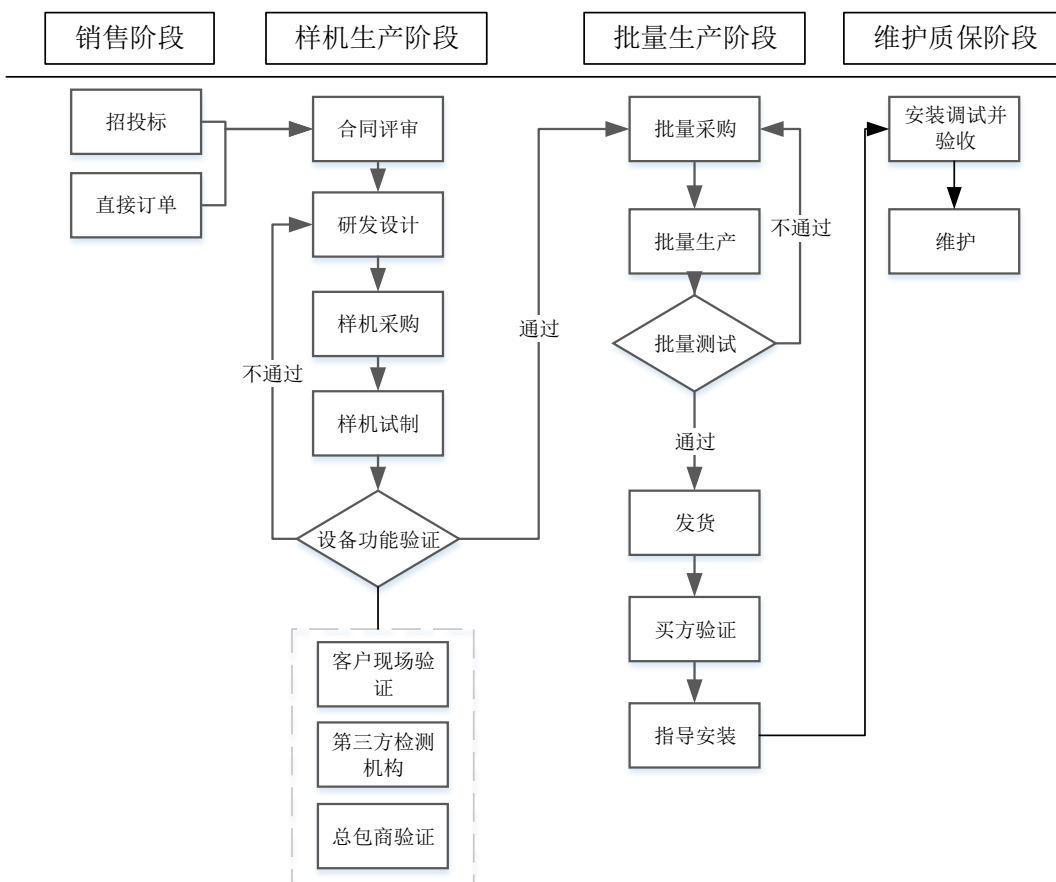 销售阶段
样机生产阶段
批量生产阶段
维护质保阶段
招投标
直接订单
合同评审
研发设计
样机采购
样机试制
设备功能验证
不通过
通过
客户现场验
证
第三方检测
机构
总包商验证
批量采购
批量生产
批量测试
不通过
通过
发货
买方验证
指导安装
安装调试并
验收
维护